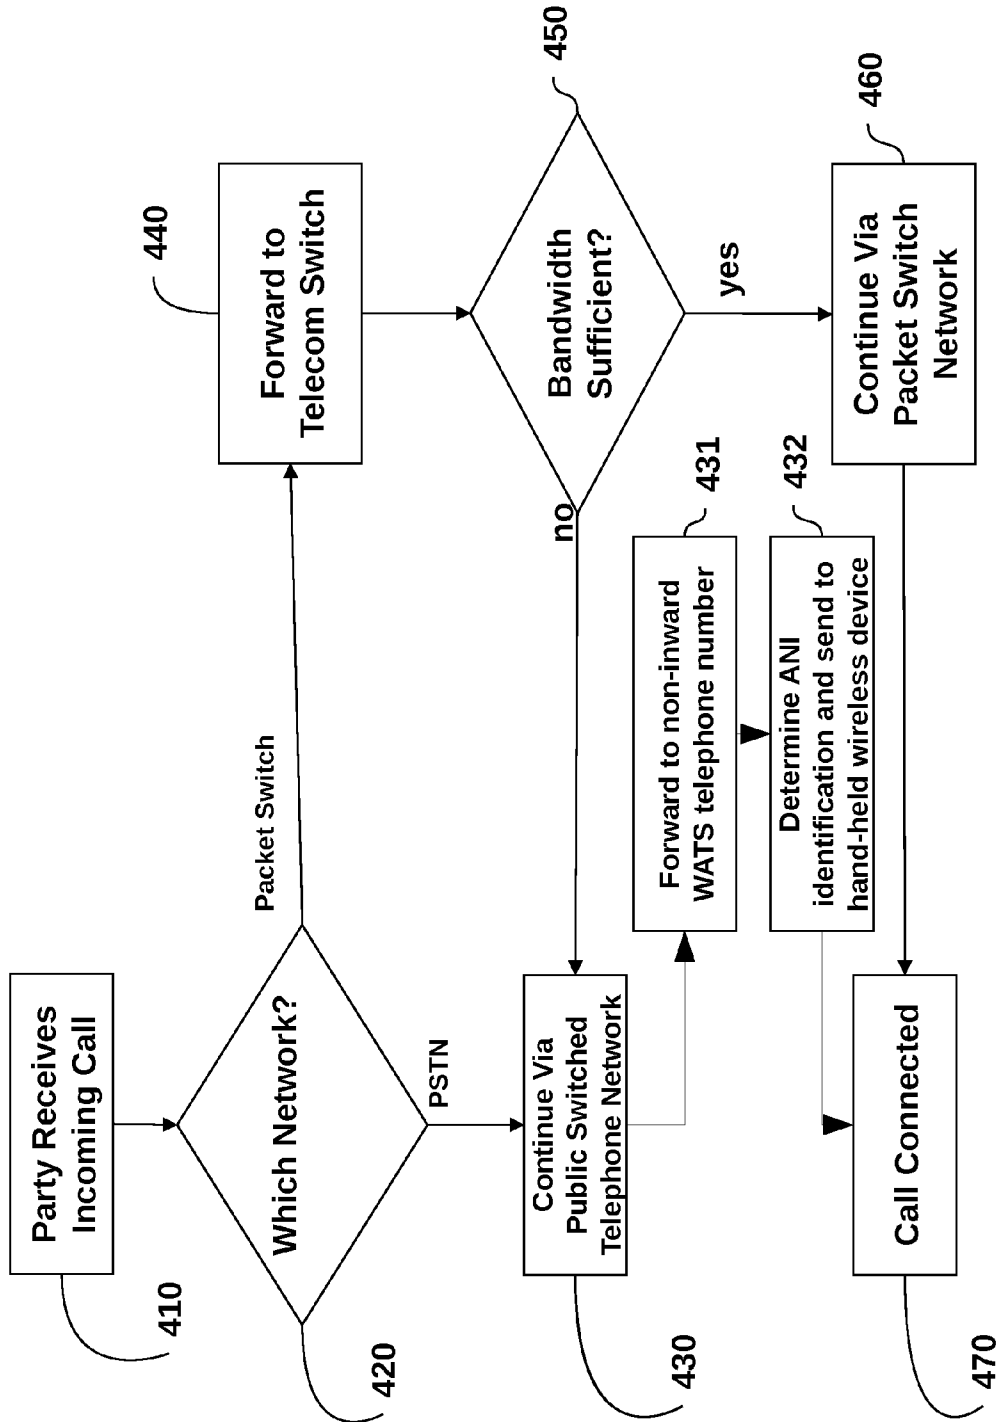 Party Receives
Incoming Call
410
Which Network?
420
Packet Switch
PSTN
Forward to
Telecom Switch
440
Bandwidth
Sufficient?
450
no
yes
Continue Via
Public Switched
Telephone Network
430
Forward to non-inward
WATS telephone number
431
Determine ANI
identification and send to
hand-held wireless device
432
Continue Via
Packet Switch
Network
460
Call Connected
470